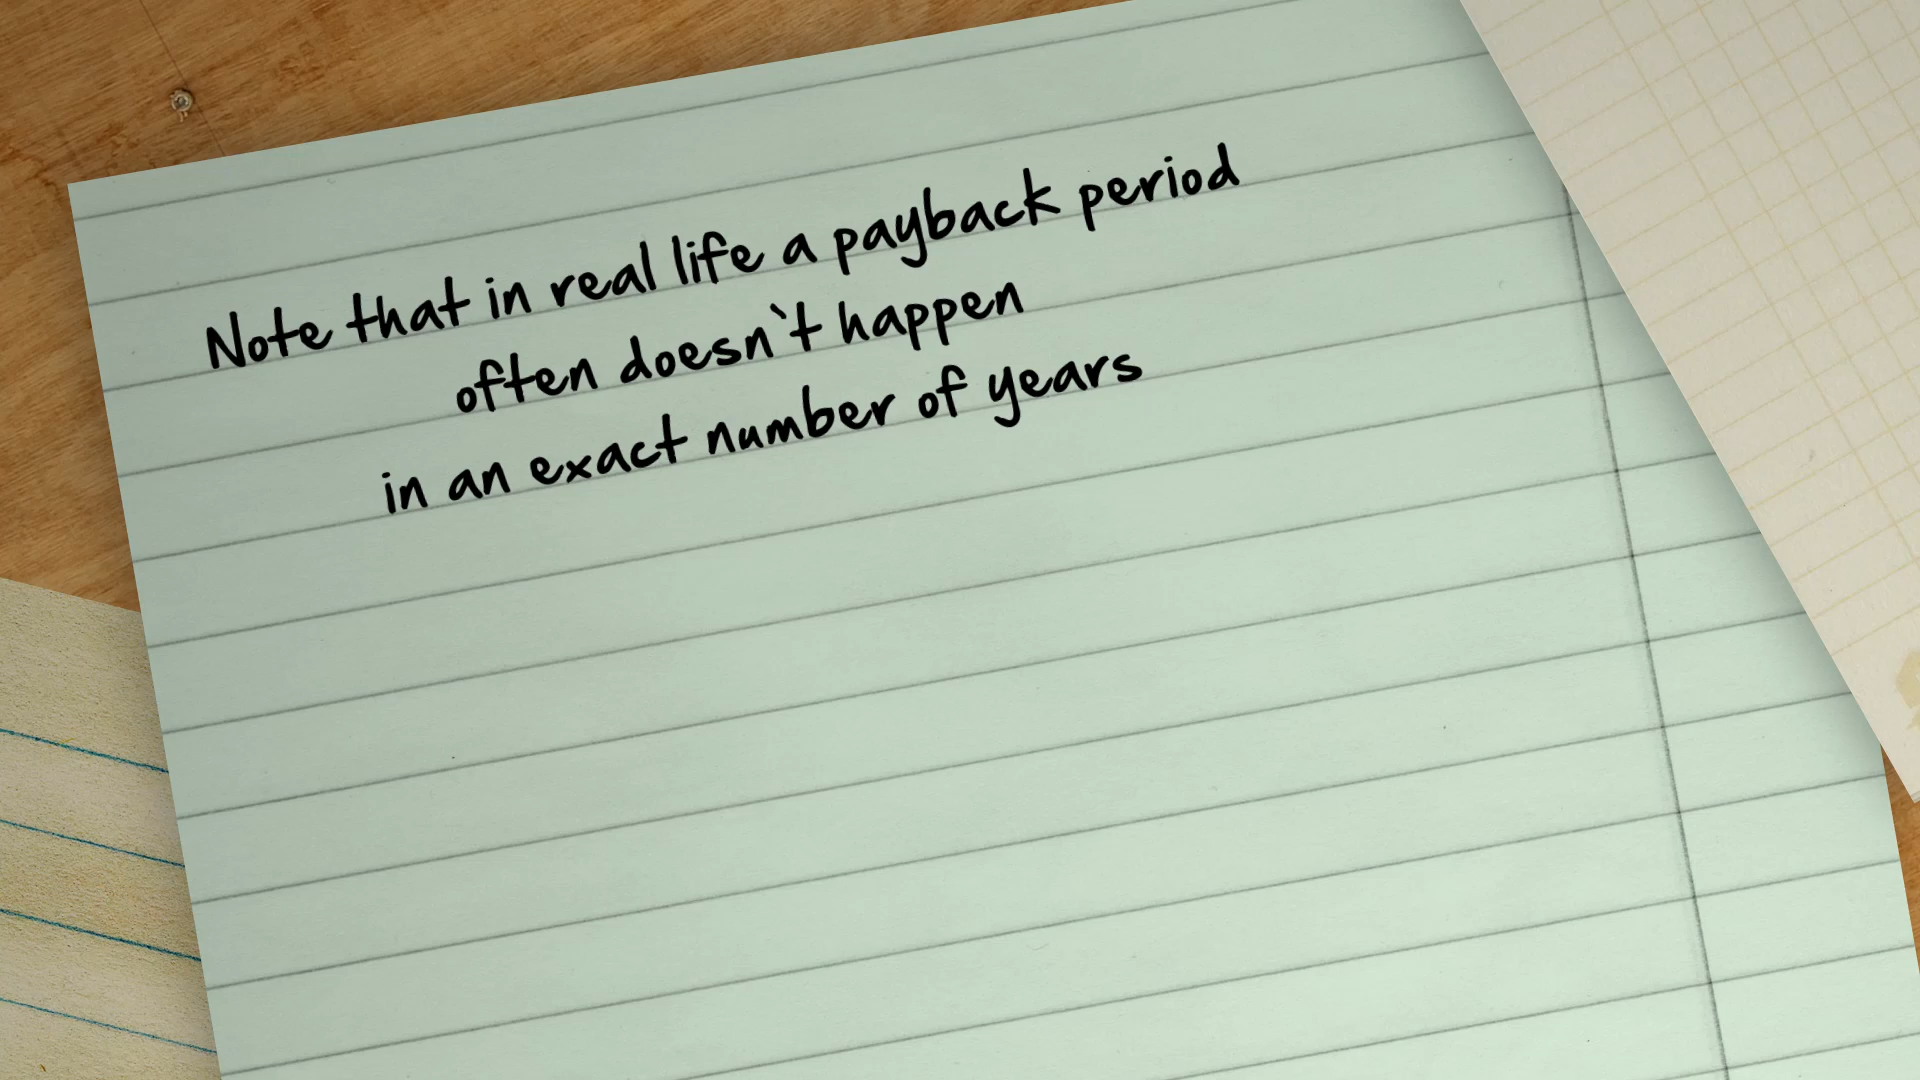 Note that in real life a payback period
often doesn`t happen
in an exact number of years